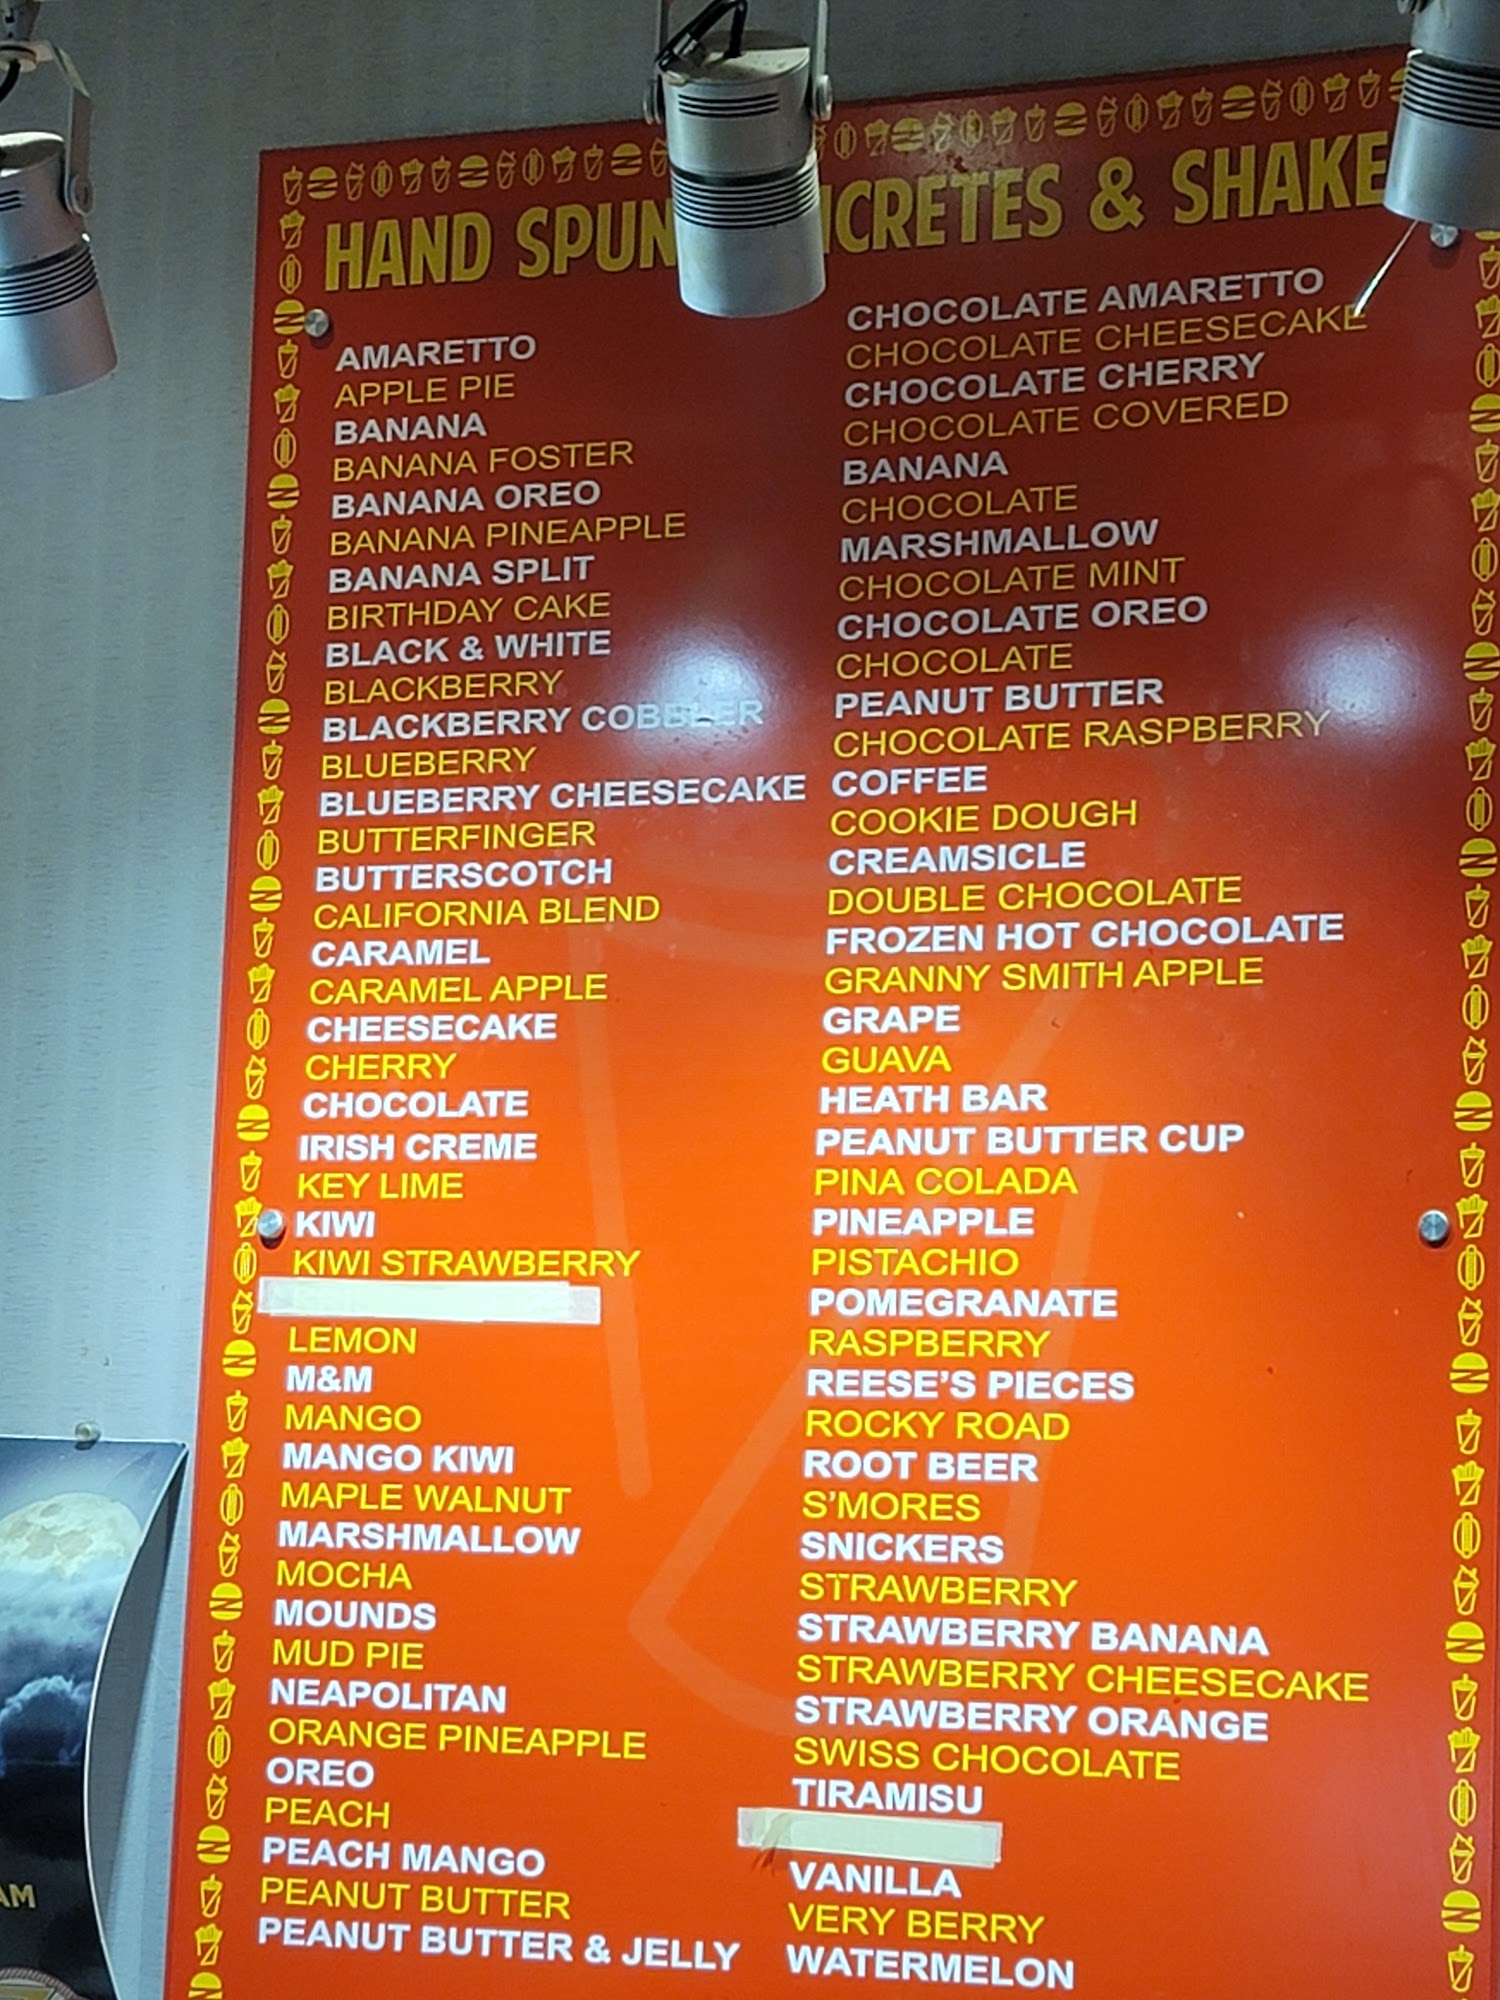 HAND SPUN CRETES & SHAKE
AMARETTO
APPLE PIE
BANANA
BANANA FOSTER
BANANA OREO
BANANA PINEAPPLE
BANANA SPLIT
BIRTHDAY CAKE
BLACK & WHITE
BLACKBERRY
BLACKBERRY COBBLER
BLUEBERRY
BLUEBERRY CHEESECAKE
BUTTERFINGER
BUTTERSCOTCH
CALIFORNIA BLEND
CARAMEL
CARAMEL APPLE
CHEESECAKE
CHERRY
CHOCOLATE
CHOCOLATE AMARETTO
CHOCOLATE CHEESECAKE
CHOCOLATE CHERRY
CHOCOLATE COVERED
BANANA
CHOCOLATE
MARSHMALLOW
CHOCOLATE MINT
CHOCOLATE OREO
CHOCOLATE
PEANUT BUTTER
CHOCOLATE RASPBERRY
COFFEE
COOKIE DOUGH
CREAMSICLE
DOUBLE CHOCOLATE
FROZEN HOT CHOCOLATE
GRANNY SMITH APPLE
GRAPE
GUAVA
HEATH BAR
IRISH CREME
KEY LIME
KIWI
KIWI STRAWBERRY
LEMON
M&M
MANGO
MANGO KIWI
MAPLE WALNUT
MARSHMALLOW
MOCHA
MOUNDS
MUD PIE
NEAPOLITAN
ORANGE PINEAPPLE
OREO
PEACH
PEACH MANGO
PEANUT BUTTER
PEANUT BUTTER & JELLY
PEANUT BUTTER CUP
PINA COLADA
PINEAPPLE
PISTACHIO
POMEGRANATE
RASPBERRY
REESE'S PIECES
ROCKY ROAD
ROOT BEER
S'MORES
SNICKERS
STRAWBERRY
STRAWBERRY BANANA
STRAWBERRY CHEESECAKE
STRAWBERRY ORANGE
SWISS CHOCOLATE
TIRAMISU
VANILLA
VERY BERRY
WATERMELON
AM